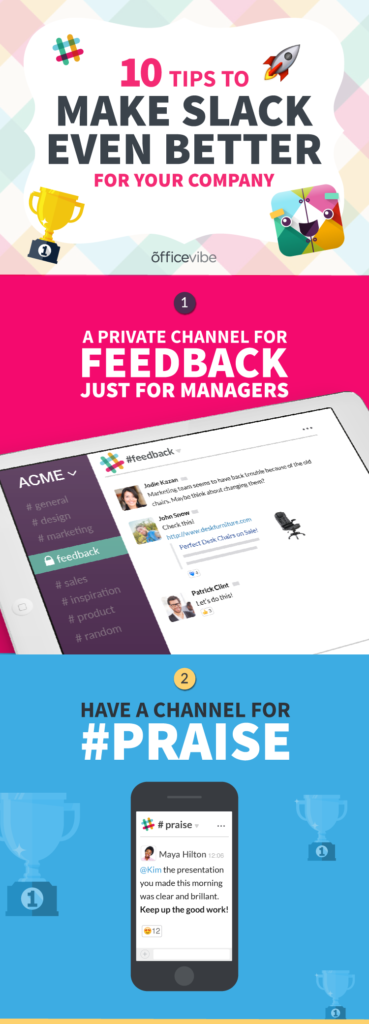 10 TIPS TO
MAKE SLACK
EVEN BETTER
FOR YOUR COMPANY
1
officevibe
1
A PRIVATE CHANNEL FOR
FEEDBACK
JUST FOR MANAGERS
ACME
# general
# design
# marketing
feedback
# sales
# inspiration
# product
# random
#feedback
Jodie Kazan
Marketing team seems to have back trouble because of the old
chairs. Maybe think about changing them?
John Snow
Check this!
http://www.deskfurniture.com
Perfect Desk Chairs on Sale!
Patrick Clint
Let's do this!
2
HAVE A CHANNEL FOR
#PRAISE
1
1
1
# praise
Maya Hilton 12:08
@Kim the presentation
you made this morning
was clear and brillant.
Keep up the good work!
12